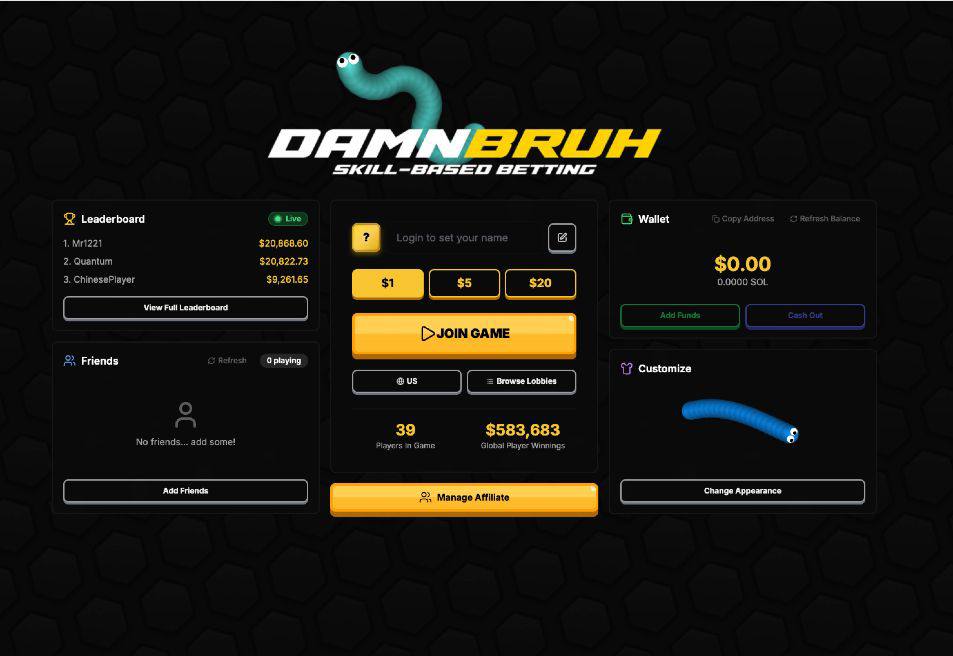 DAMNBRUH
SKILL-BASED BETTING
Leaderboard
Live
1. Mr1221 $20,868.60
2. Quantum $20,822.73
3. ChinesePlayer $9,261.65
View Full Leaderboard
Friends
Refresh
0 playing
No friends... add some!
Add Friends
?
Login to set your name
$1
$5
$20
JOIN GAME
US
Browse Lobbies
39
Players In Game
$583,683
Global Player Winnings
Manage Affiliate
Wallet
Copy Address
Refresh Balance
$0.00
0.0000 SOL
Add Funds
Cash Out
Customize
Change Appearance